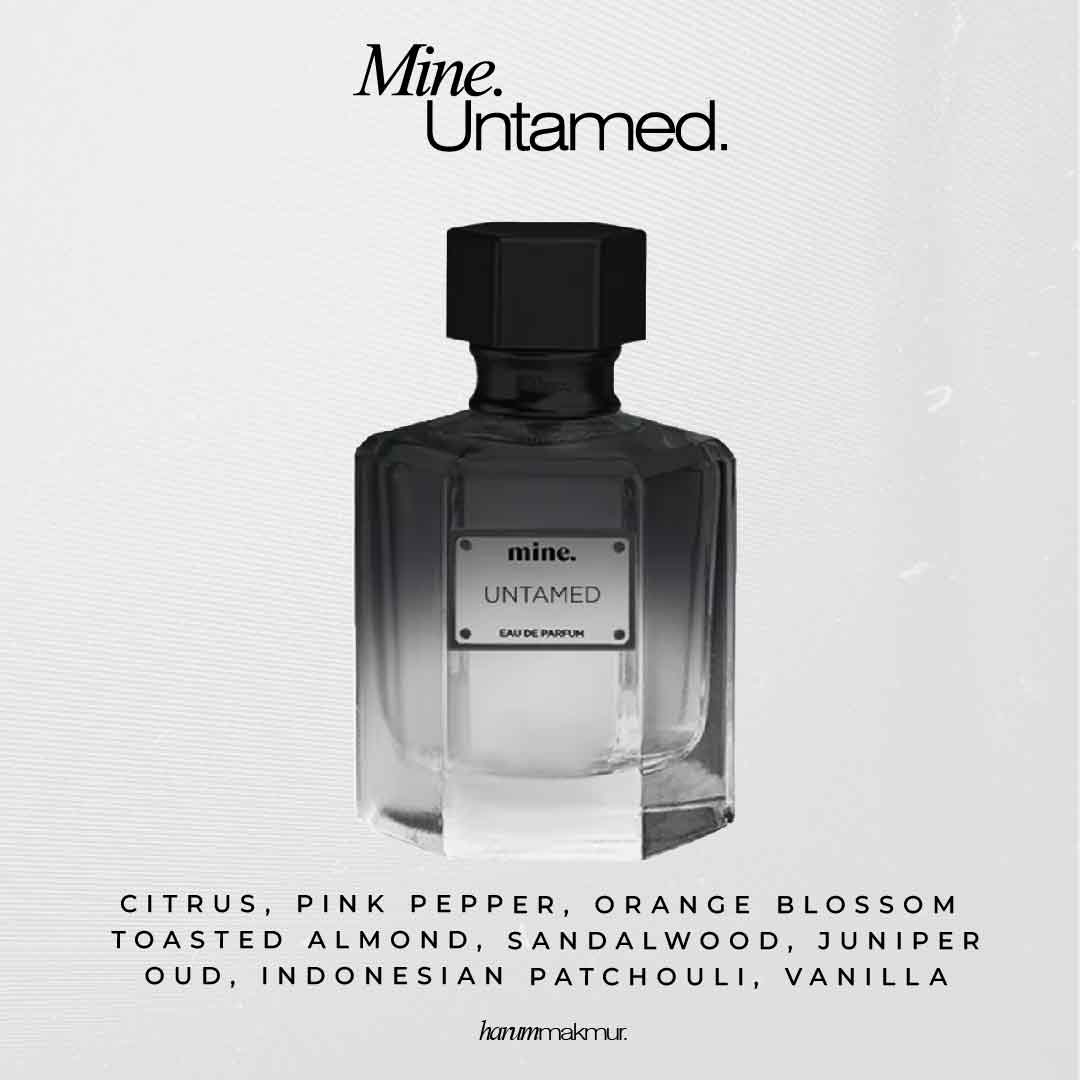 Mine.
Untamed.
mine.
UNTAMED
EAU DE PARFUM
CITRUS, PINK PEPPER, ORANGE BLOSSOM
TOASTED ALMOND, SANDALWOOD, JUNIPER
OUD, INDONESIAN PATCHOULI, VANILLA
harummakmur.